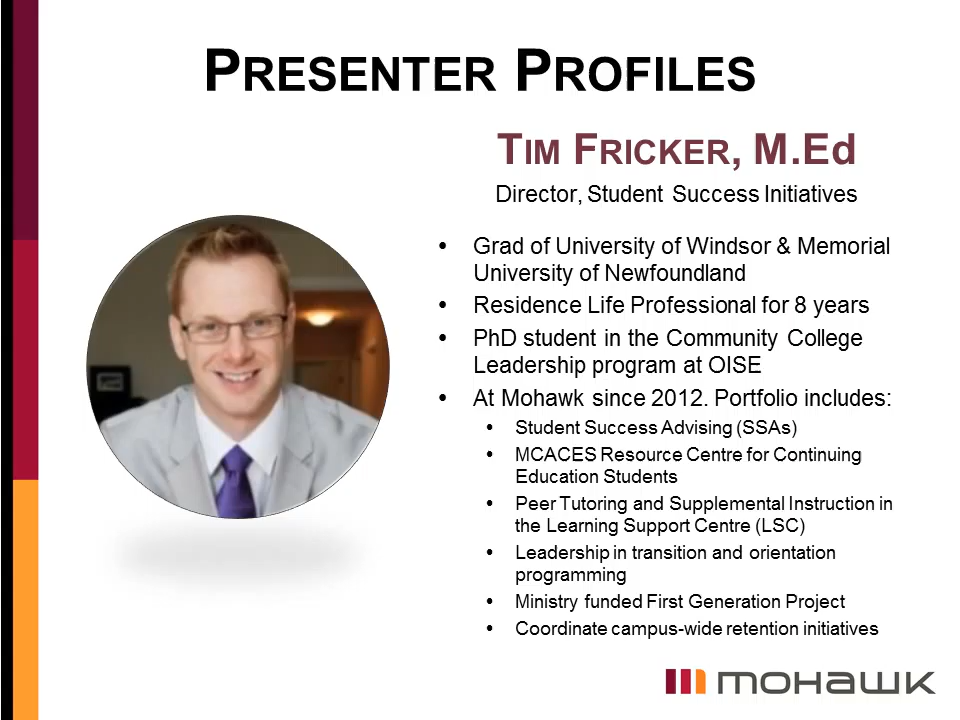 PRESENTER PROFILES
TIM FRICKER, M.Ed
Director, Student Success Initiatives
• Grad of University of Windsor & Memorial
University of Newfoundland
• Residence Life Professional for 8 years
• PhD student in the Community College
Leadership program at OISE
• At Mohawk since 2012. Portfolio includes:
• Student Success Advising (SSAs)
• MCACES Resource Centre for Continuing
Education Students
• Peer Tutoring and Supplemental Instruction in
the Learning Support Centre (LSC)
• Leadership in transition and orientation
programming
• Ministry funded First Generation Project
• Coordinate campus-wide retention initiatives
mohawk